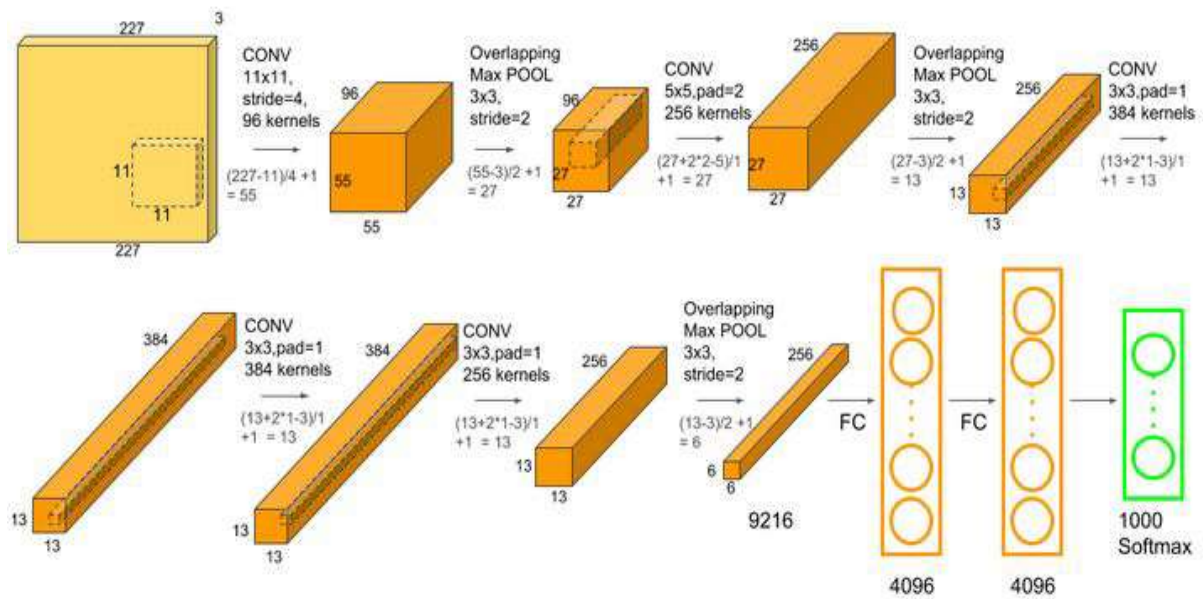 227
3
CONV
11x11,
stride=4,
96 kernels
(227-11)/4 +1
= 55
11
11
227
96
55
55
Overlapping
Max POOL
3x3,
stride=2
(55-3)/2 +1
= 27
96
27
27
CONV
5x5,pad=2
256 kernels
(27+2*2-5)/1
+1 = 27
256
27
27
Overlapping
Max POOL
3x3,
stride=2
(27-3)/2 +1
= 13
256
13
13
CONV
3x3,pad=1
384 kernels
(13+2*1-3)/1
+1 = 13
384
13
13
CONV
3x3,pad=1
384 kernels
(13+2*1-3)/1
+1 = 13
384
13
13
CONV
3x3,pad=1
256 kernels
(13+2*1-3)/1
+1 = 13
256
13
13
Overlapping
Max POOL
3x3,
stride=2
(13-3)/2 +1
= 6
256
6
6
9216
FC
4096
FC
4096
1000
Softmax